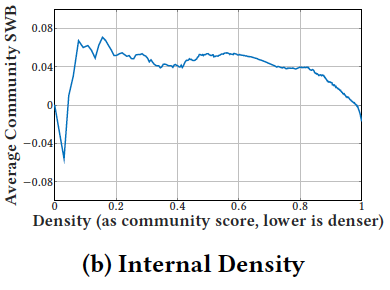 Average Community SWB
0.08
0.04
0
−0.04
−0.08
0 0.2 0.4 0.6 0.8 1
Density (as community score, lower is denser)
(b) Internal Density